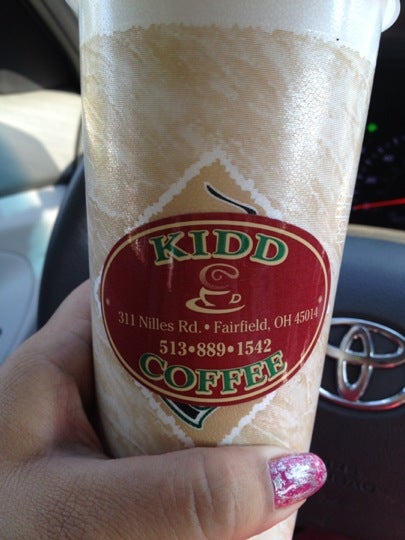 KIDD
C D
311 Nilles Rd. • Fairfield, OH 45014
513•889•1542
COFFEE